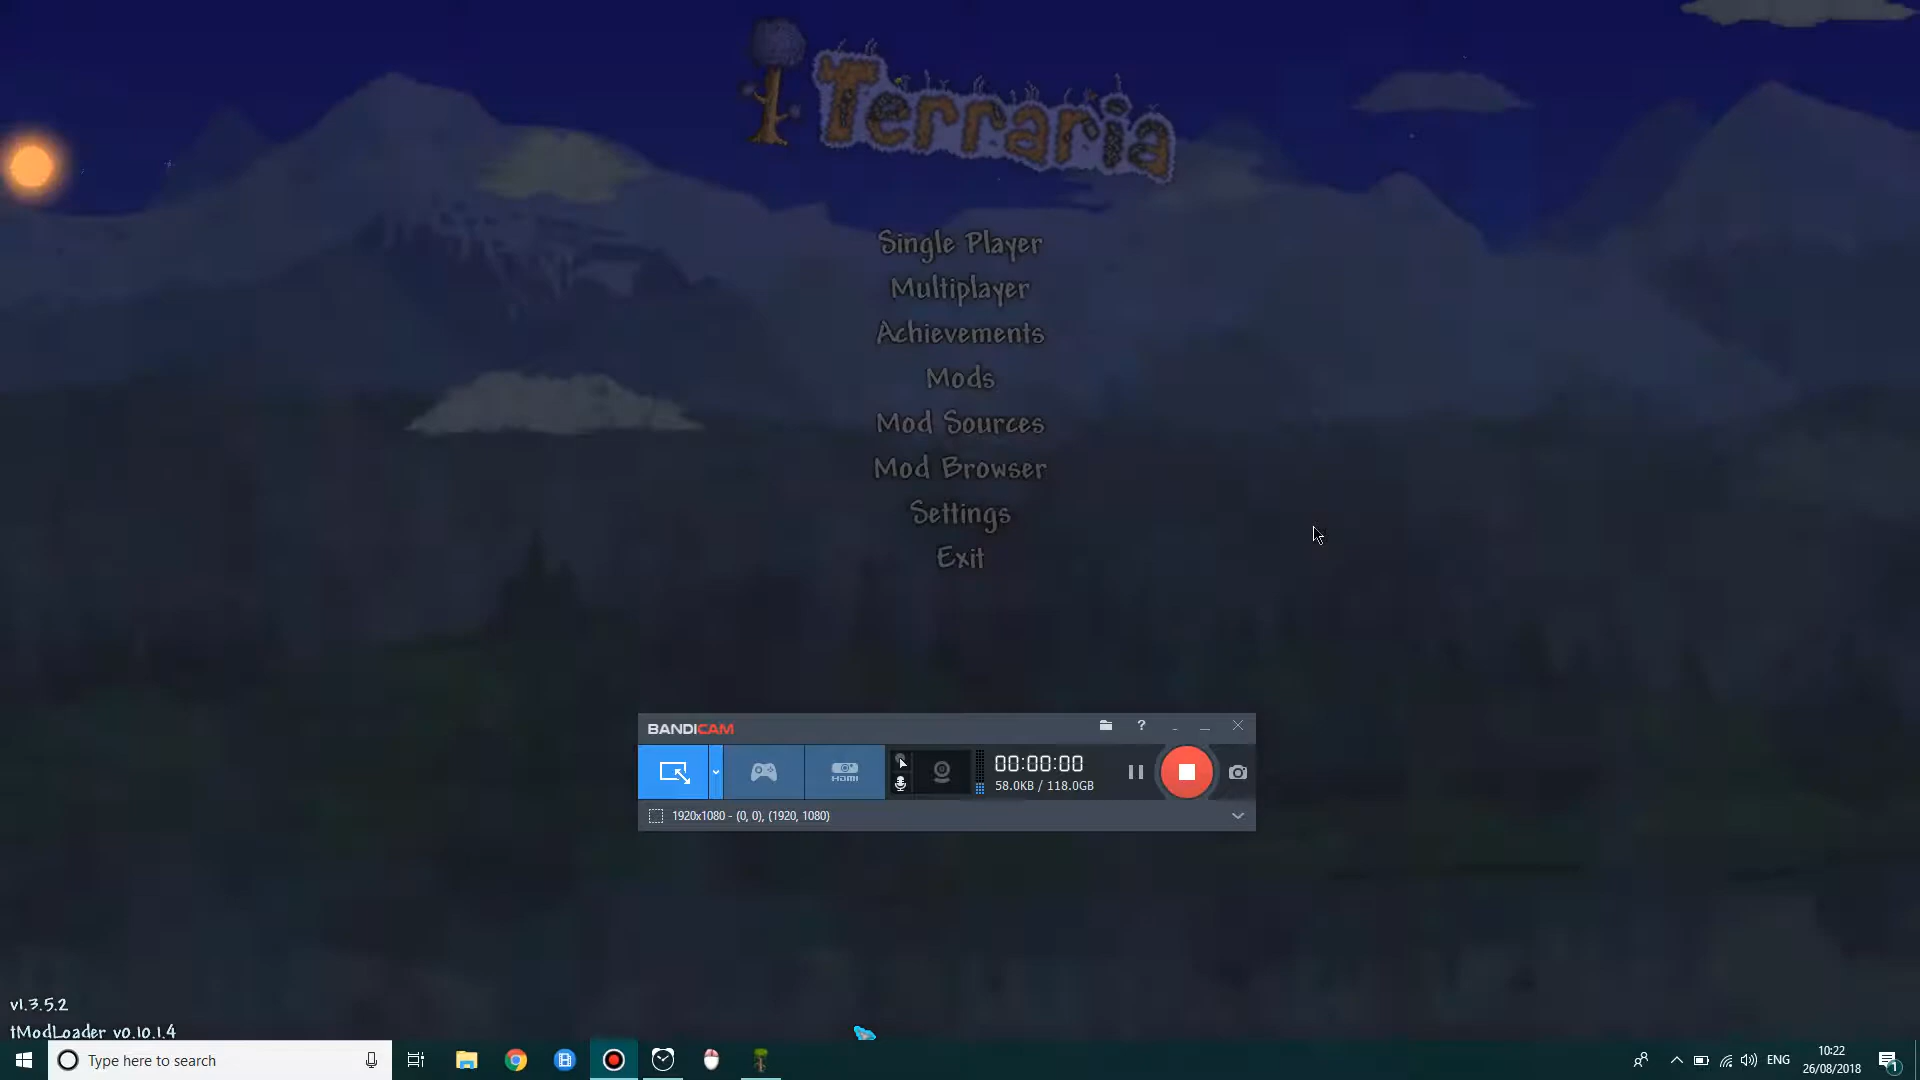 Terraria
Single Player
Multiplayer
Achievements
Mods
Mod Sources
Mod Browser
Settings
Exit
BANDICAM
?
HDMI
00:00:00
58.0KB / 118.0GB
1920x1080 - (0, 0), (1920, 1080)
v1.3.5.2
tModLoader v0.10.1.4
Type here to search
ENG
10:22
26/08/2018
1